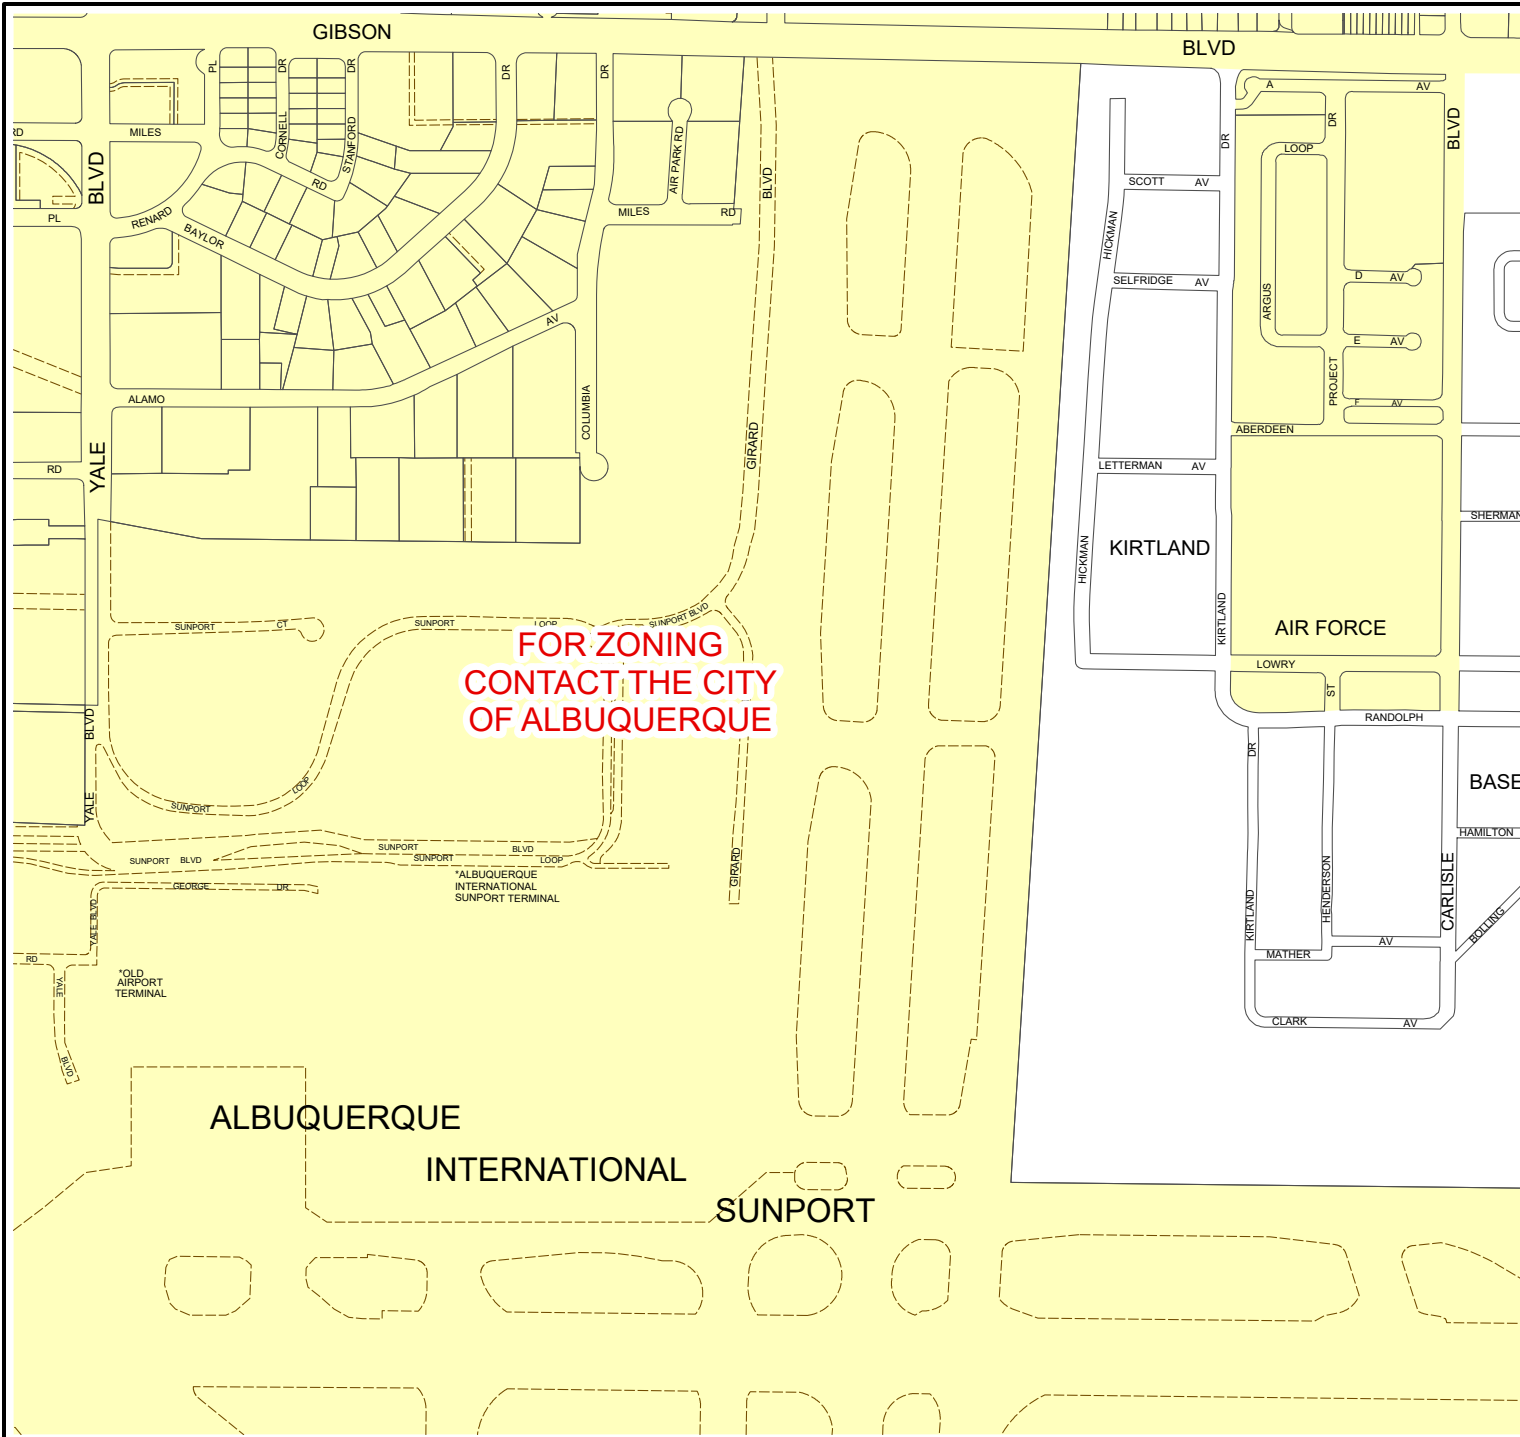 GIBSON
BLVD
PL
DR
DR
DR
DR
DR
A
AV
DR
BLVD
RD
MILES
CORNELL
STANFORD
AIR PARK RD
LOOP
BLVD
RD
BLVD
SCOTT AV
PL
RENARD
MILES
RD
HICKMAN
BAYLOR
SELFRIDGE AV
D AV
ARGUS
AV
E AV
PROJECT
ALAMO
COLUMBIA
F AV
ABERDEEN
GIRARD
RD
YALE
LETTERMAN AV
SHERMAN
HICKMAN
KIRTLAND
KIRTLAND
SUNPORT CT
SUNPORT
LOOP
SUNPORT BLVD
AIR FORCE
FOR ZONING
CONTACT THE CITY
OF ALBUQUERQUE
LOWRY
ST
RANDOLPH
BLVD
DR
LOOP
BASE
YALE
SUNPORT
HAMILTON
SUNPORT BLVD
SUNPORT
BLVD
SUNPORT
LOOP
GEORGE DR
*ALBUQUERQUE
INTERNATIONAL
SUNPORT TERMINAL
GIRARD
HENDERSON
CARLISLE
YALE BLVD
KIRTLAND
BOLLING
AV
MATHER
RD
*OLD
AIRPORT
TERMINAL
YALE
CLARK
AV
BLVD
ALBUQUERQUE
INTERNATIONAL
SUNPORT